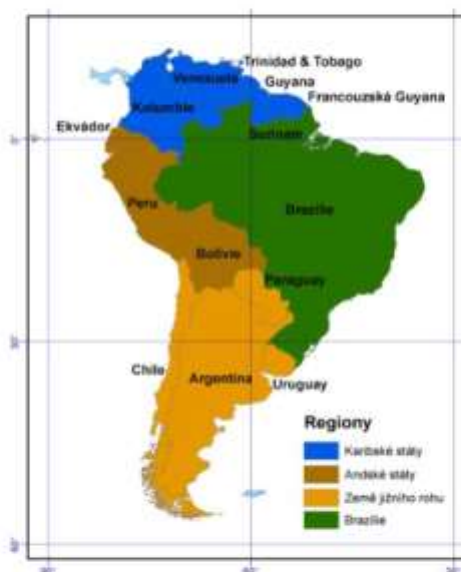 Trinidad & Tobago
Venezuela
Guyana
Kolumbie
Francouzská Guyana
Ekvádor
Surinam
Peru
Brazílie
Bolívie
Paraguay
Chile
Argentina
Uruguay
Regiony
Karibské státy
Andské státy
Země jižního rohu
Brazílie